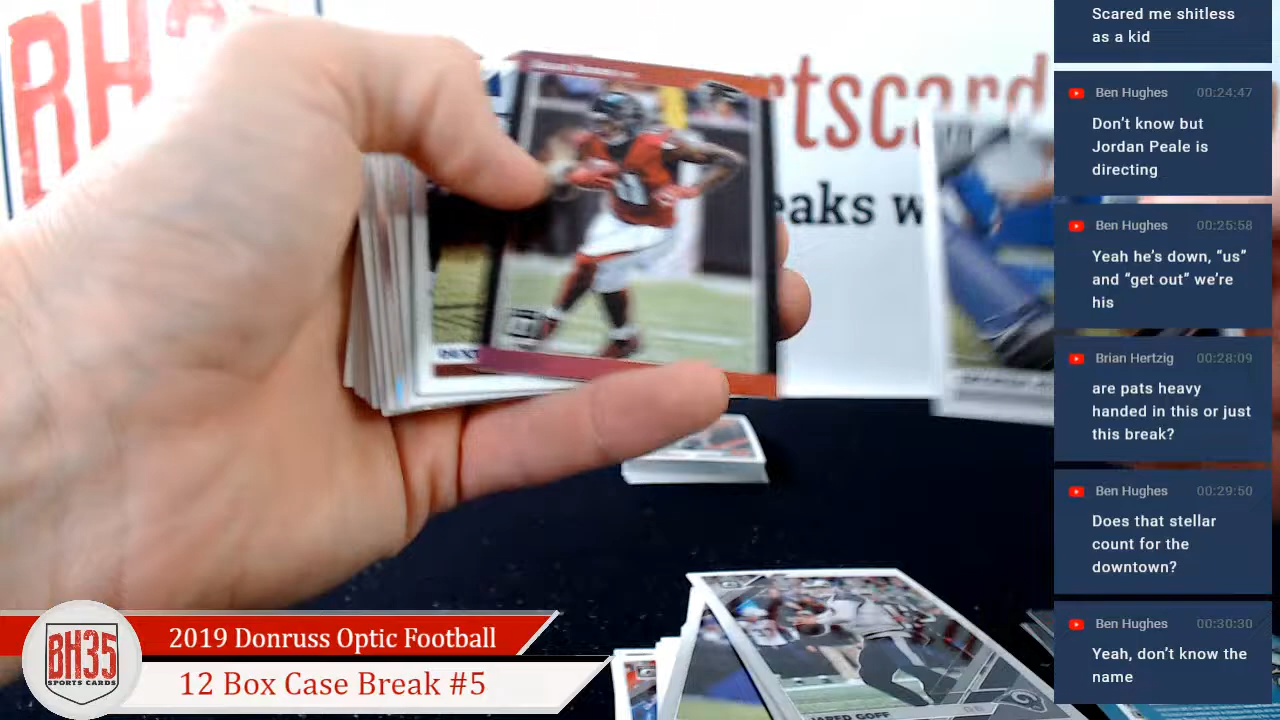 Scared me shitless
as a kid
Ben Hughes 00:24:47
Don't know but
Jordan Peale is
directing
Ben Hughes 00:25:58
Yeah he's down, “us”
and “get out” we're
his
Brian Hertzig 00:28:09
are pats heavy
handed in this or just
this break?
Ben Hughes 00:29:50
Does that stellar
count for the
downtown?
Ben Hughes 00:30:30
Yeah, don't know the
name
BH
rtscard
eaks w
11
JARED GOFF
BH35
SPORTS CARDS
2019 Donruss Optic Football
12 Box Case Break #5